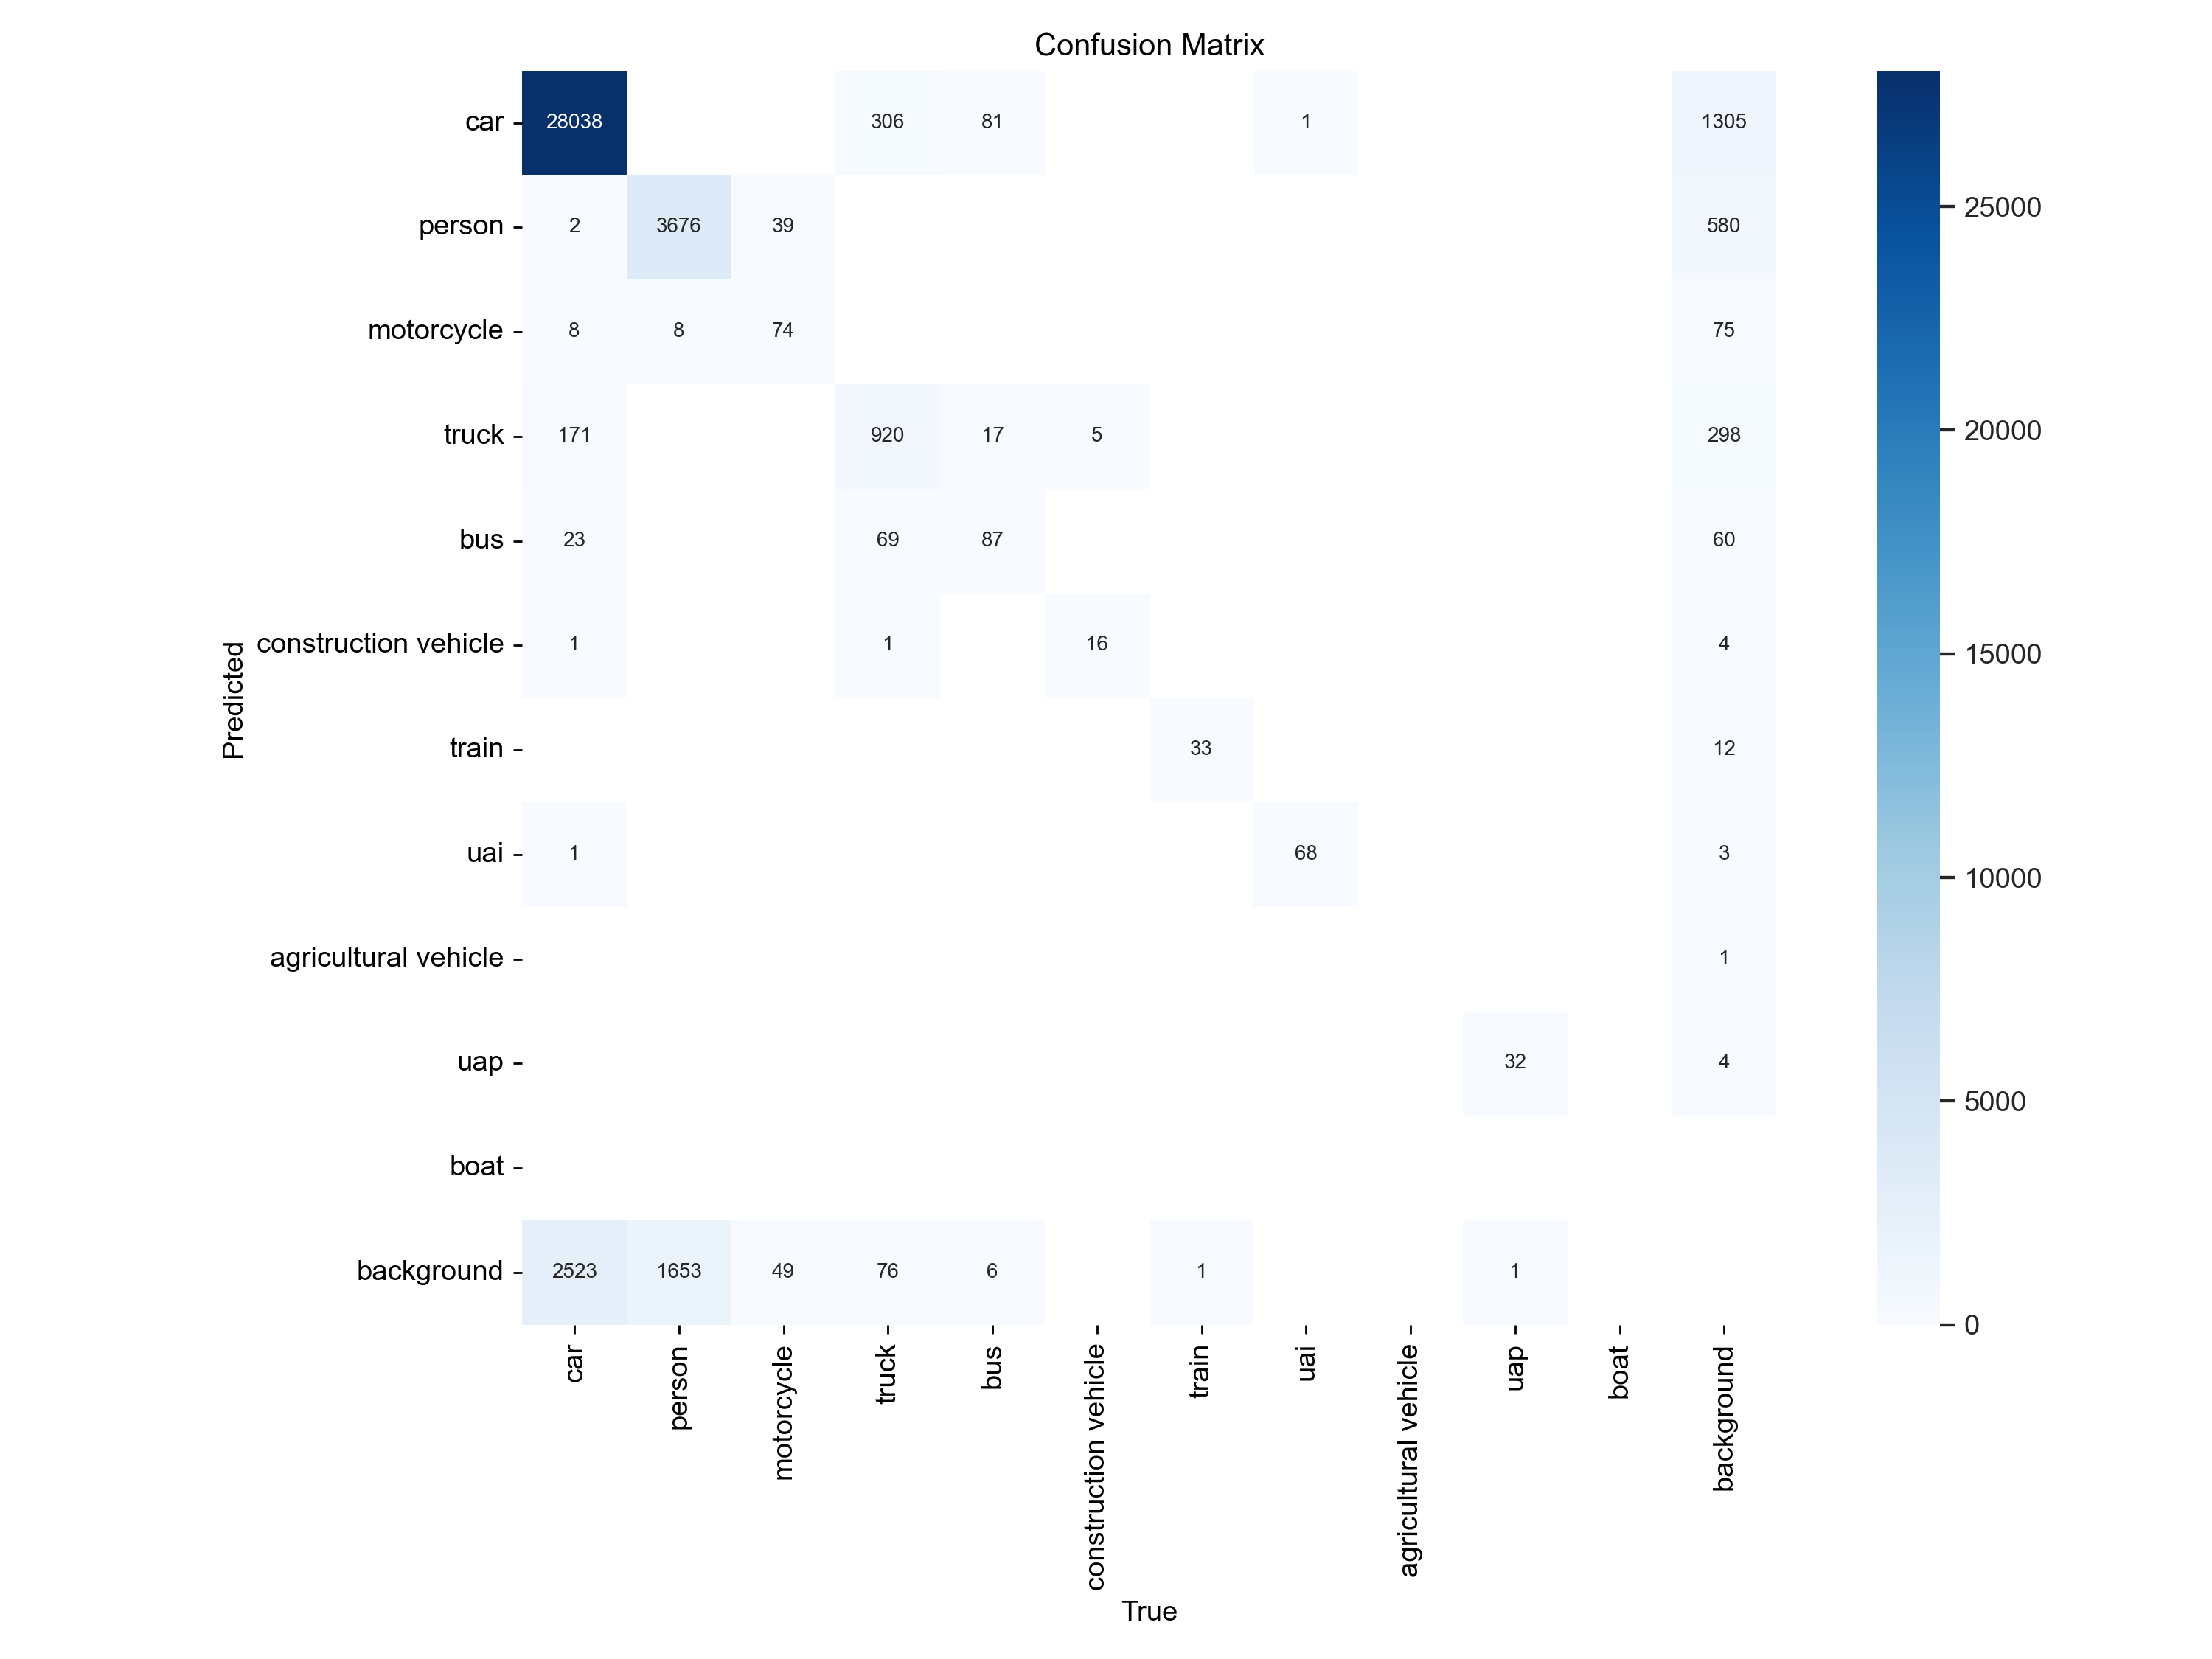 Confusion Matrix
car 28038 306 81 1 1305
person 2 3676 39 580
motorcycle 8 8 74 75
truck 171 920 17 5 298
bus 23 69 87 60
construction vehicle 1 1 16 4
train 33 12
uai 1 68 3
agricultural vehicle 1
uap 32 4
boat
background 2523 1653 49 76 6 1 1
Predicted
car
person
motorcycle
truck
bus
construction vehicle
train
uai
agricultural vehicle
uap
boat
background
True
25000
20000
15000
10000
5000
0